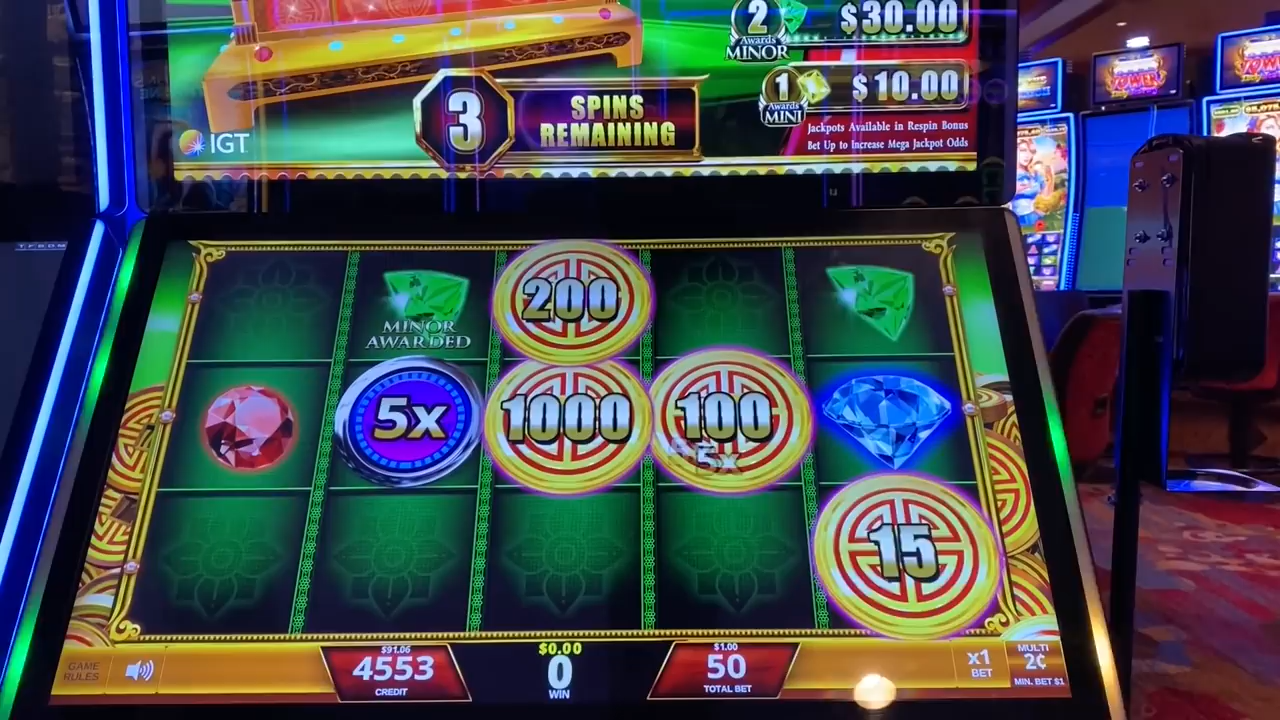 2
Awards
MINOR
$30.00
1
Awards
MINI
$10.00
3
SPINS
REMAINING
Jackpots Available in Respin Bonus
Bet Up to Increase Mega Jackpot Odds
IGT
200
MINOR
AWARDED
5x
1000
100
5x
15
GAME
RULES
$91.06
4553
CREDIT
$0.00
0
WIN
$1.00
50
TOTAL BET
x1
BET
MULTI
2¢
MIN. BET $1